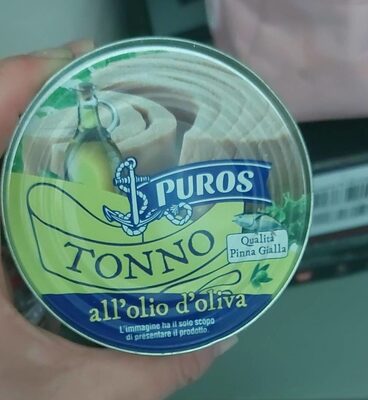 PUROS
TONNO
Qualità
Pinna Gialla
all'olio d'oliva
L'immagine ha il solo scopo
di presentare il prodotto.